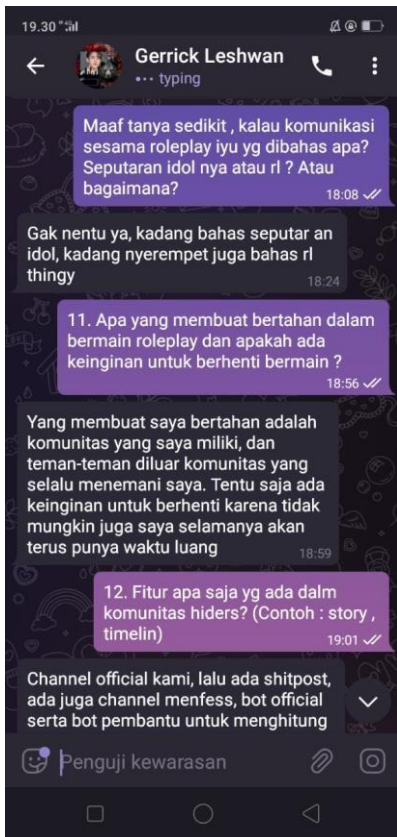 19.30
Gerrick Leshwan
typing
Maaf tanya sedikit , kalau komunikasi
sesama roleplay iyu yg dibahas apa?
Seputaran idol nya atau rl ? Atau
bagaimana?
18:08
Gak nentu ya, kadang bahas seputar an
idol, kadang nyerempet juga bahas rl
thingy
18:24
11. Apa yang membuat bertahan dalam
bermain roleplay dan apakah ada
keinginan untuk berhenti bermain ?
18:56
Yang membuat saya bertahan adalah
komunitas yang saya miliki, dan
teman-teman diluar komunitas yang
selalu menemani saya. Tentu saja ada
keinginan untuk berhenti karena tidak
mungkin juga saya selamanya akan
terus punya waktu luang
18:59
12. Fitur apa saja yg ada dalm
komunitas hiders? (Contoh : story ,
timelin)
19:01
Channel official kami, lalu ada shitpost,
ada juga channel menfess, bot official
serta bot pembantu untuk menghitung
Penguji kewarasan